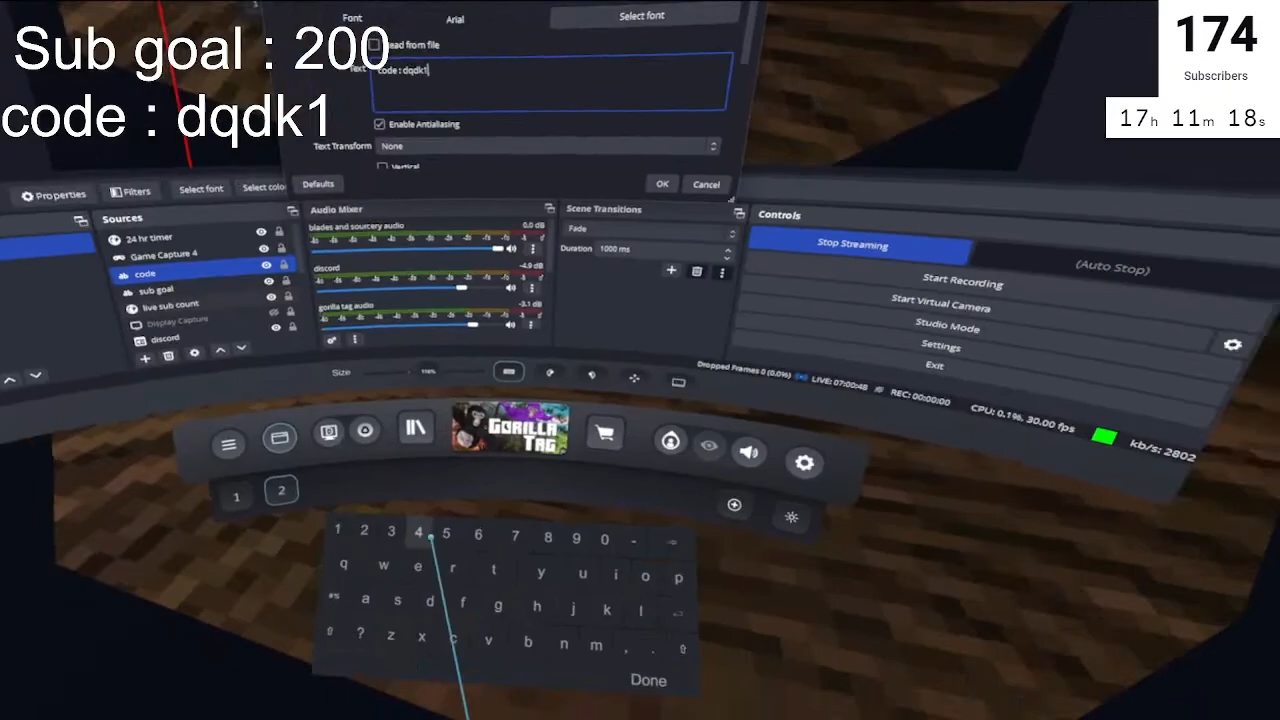 Sub goal : 200
code : dqdk1
174
Subscribers
17h 11m 18s
Font
Arial
Select font
Read from file
Text
code : dqdk1
Enable Antialiasing
Text Transform
None
Vertical
Defaults
OK
Cancel
Properties
Filters
Select font
Select color
Sources
24 hr timer
Game Capture 4
code
sub goal
live sub count
Display Capture
discord
Audio Mixer
blades and sorcery audio
0.0 dB
discord
-4.9 dB
gorilla tag audio
-3.1 dB
Scene Transitions
Fade
Duration
1000 ms
Controls
Stop Streaming
(Auto Stop)
Start Recording
Start Virtual Camera
Studio Mode
Settings
Exit
Size
Dropped Frames 0 (0.0%)
LIVE: 07:00:48
REC: 00:00:00
CPU: 0.1%, 30.00 fps
kb/s: 2802
GORILLA
TAG
1
2
1 2 3 4 5 6 7 8 9 0 -
q w e r t y u i o p
a s d f g h j k l
? z x c v b n m , .
Done